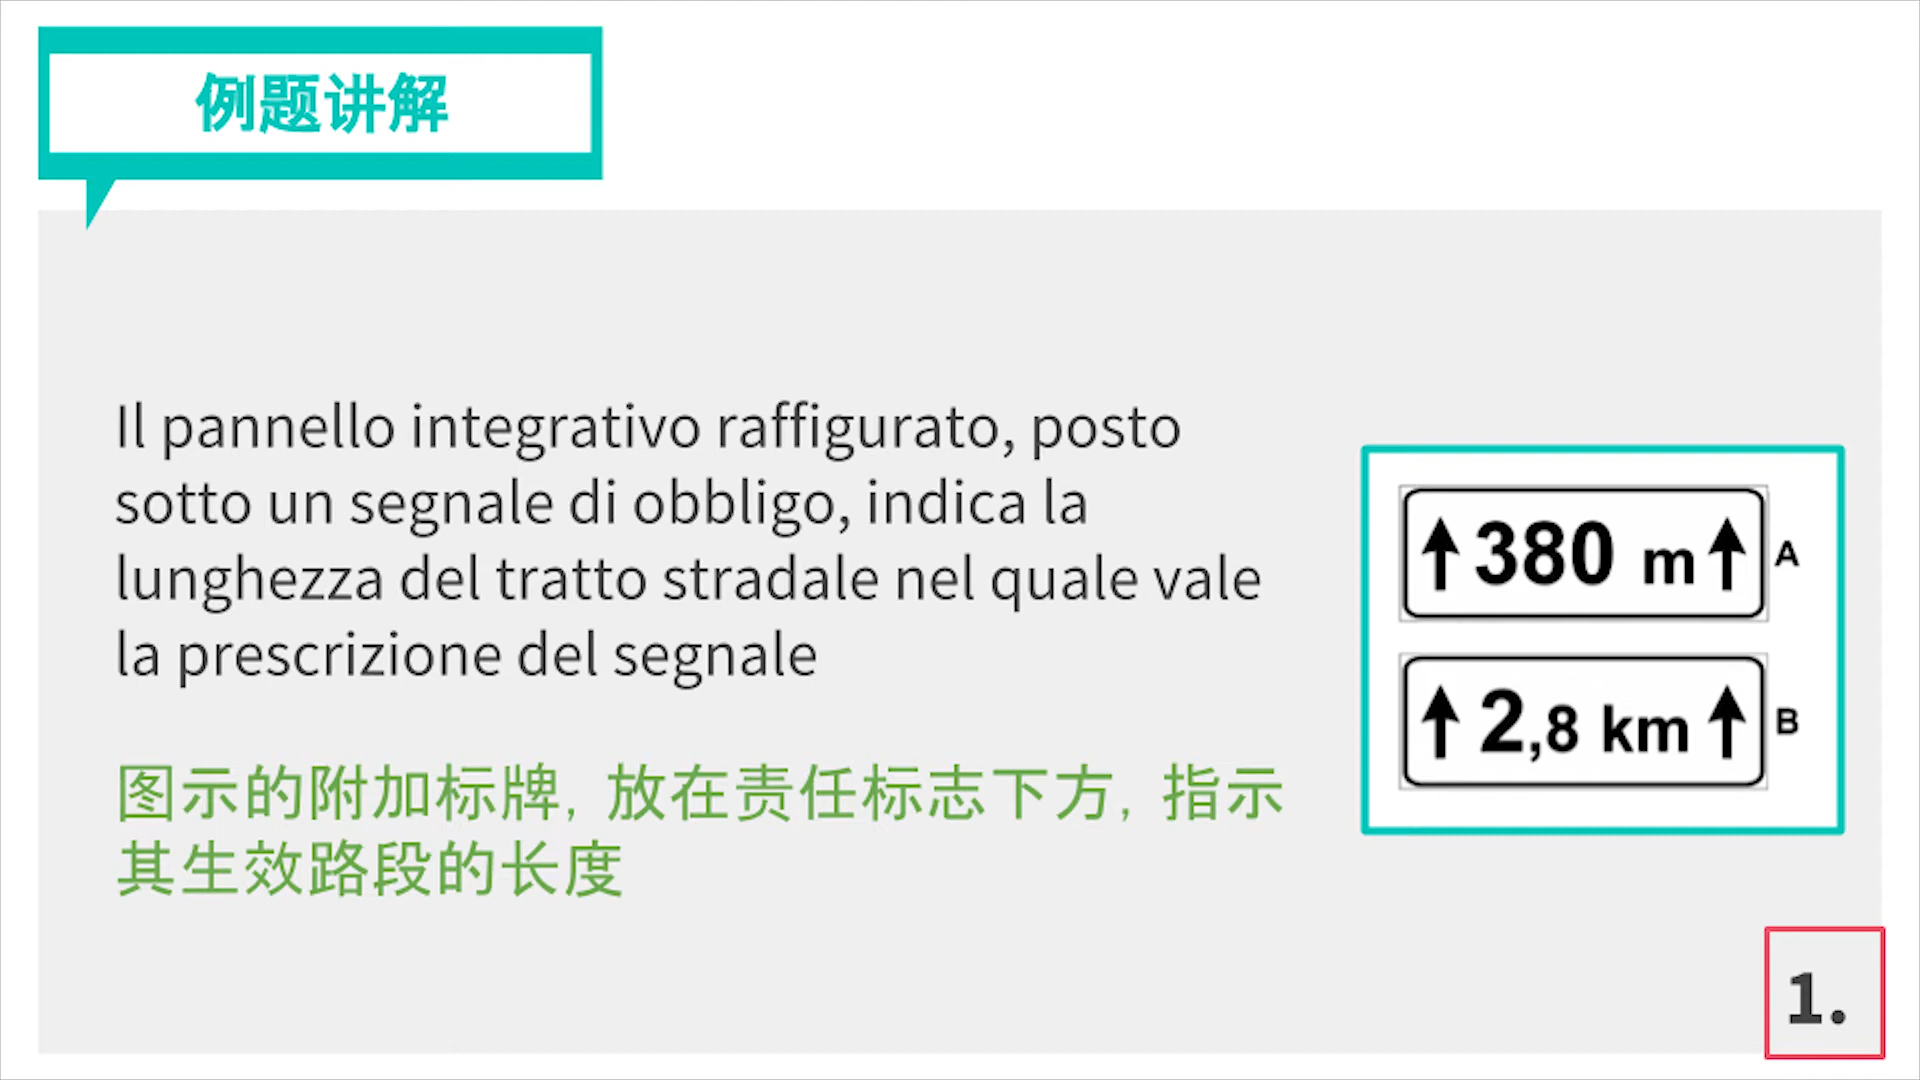 例题讲解
Il pannello integrativo raffigurato, posto
sotto un segnale di obbligo, indica la
lunghezza del tratto stradale nel quale vale
la prescrizione del segnale
图示的附加标牌, 放在责任标志下方, 指示
其生效路段的长度
↑ 380 m ↑ A
↑ 2,8 km ↑ B
1.